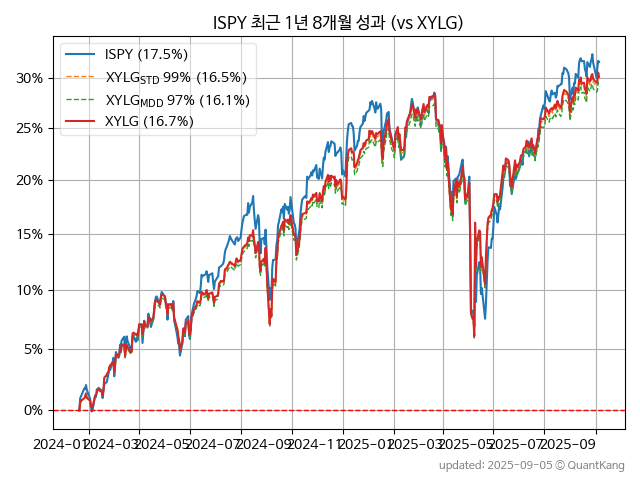 ISPY 최근 1년 8개월 성과 (vs XYLG)
ISPY (17.5%)
XYLG_STD 99% (16.5%)
XYLG_MDD 97% (16.1%)
XYLG (16.7%)
30%
25%
20%
15%
10%
5%
0%
2024-01 2024-03 2024-05 2024-07 2024-09 2024-11 2025-01 2025-03 2025-05 2025-07 2025-09
updated: 2025-09-05 © QuantKang